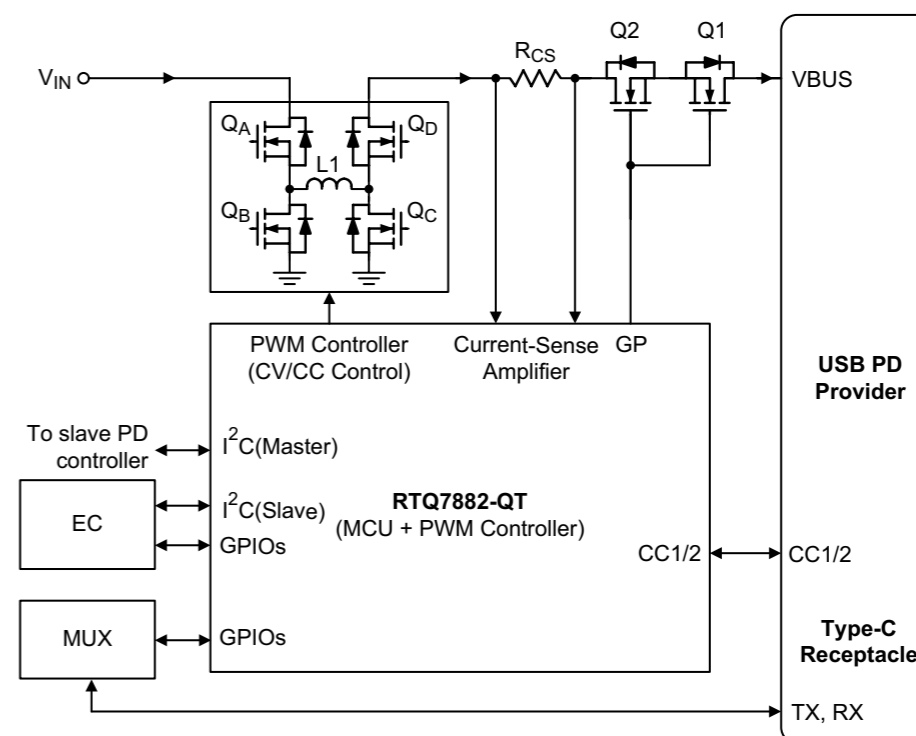 Q2
Q1
RCS
VIN
VBUS
QA
QD
L1
QB
QC
PWM Controller
(CV/CC Control)
Current-Sense
Amplifier
GP
USB PD
Provider
To slave PD
controller
I2C(Master)
EC
I2C(Slave)
GPIOs
RTQ7882-QT
(MCU + PWM Controller)
CC1/2
CC1/2
MUX
GPIOs
Type-C
Receptacle
TX, RX